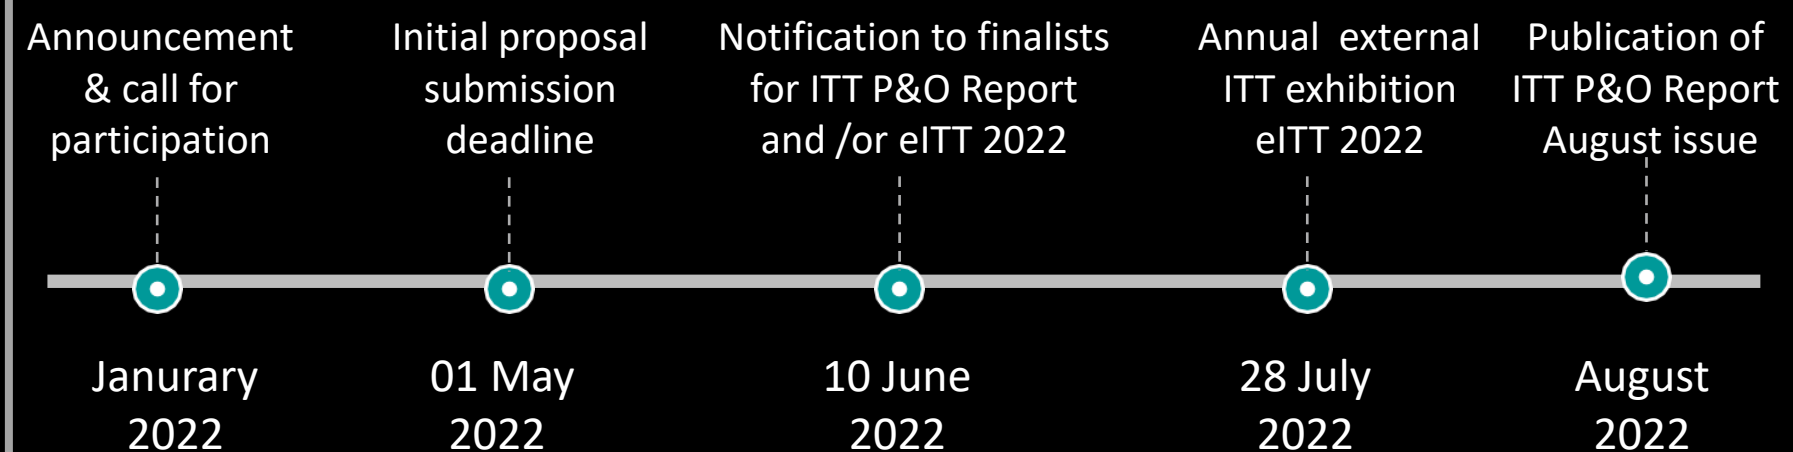 Announcement
& call for
participation
Initial proposal
submission
deadline
Notification to finalists
for ITT P&O Report
and /or eITT 2022
Annual  external
ITT exhibition
eITT 2022
Publication of
ITT P&O Report
August issue
Janurary
2022
01 May
2022
10 June
2022
28 July
2022
August
2022